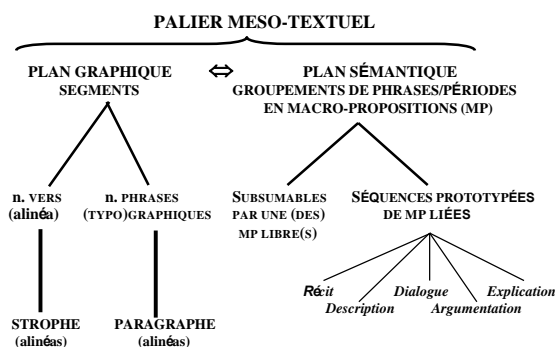 PALIER MESO-TEXTUEL
PLAN GRAPHIQUE
SEGMENTS
⇔
PLAN SÉMANTIQUE
GROUPEMENTS DE PHRASES/PÉRIODES
EN MACRO-PROPOSITIONS (MP)
n. VERS
(alinéa)
n. PHRASES
(TYPO)GRAPHIQUES
SUBSUMABLES
PAR UNE (DES)
MP LIBRE(S)
SÉQUENCES PROTOTYPÉES
DE MP LIÉES
Récit
Description
Dialogue
Argumentation
Explication
STROPHE
(alinéas)
PARAGRAPHE
(alinéas)